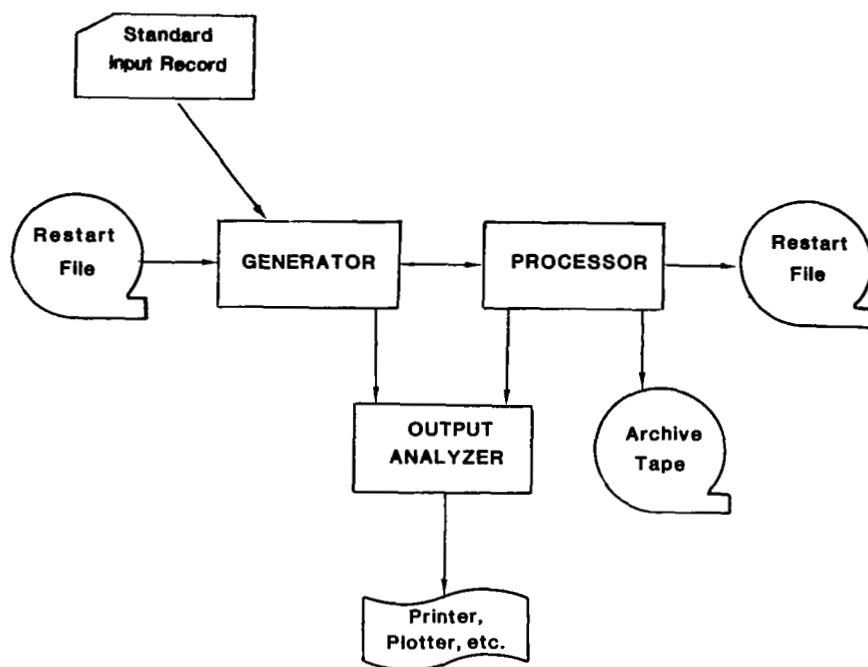 Standard
Input Record
Restart
File
GENERATOR
PROCESSOR
Restart
File
OUTPUT
ANALYZER
Archive
Tape
Printer,
Plotter, etc.